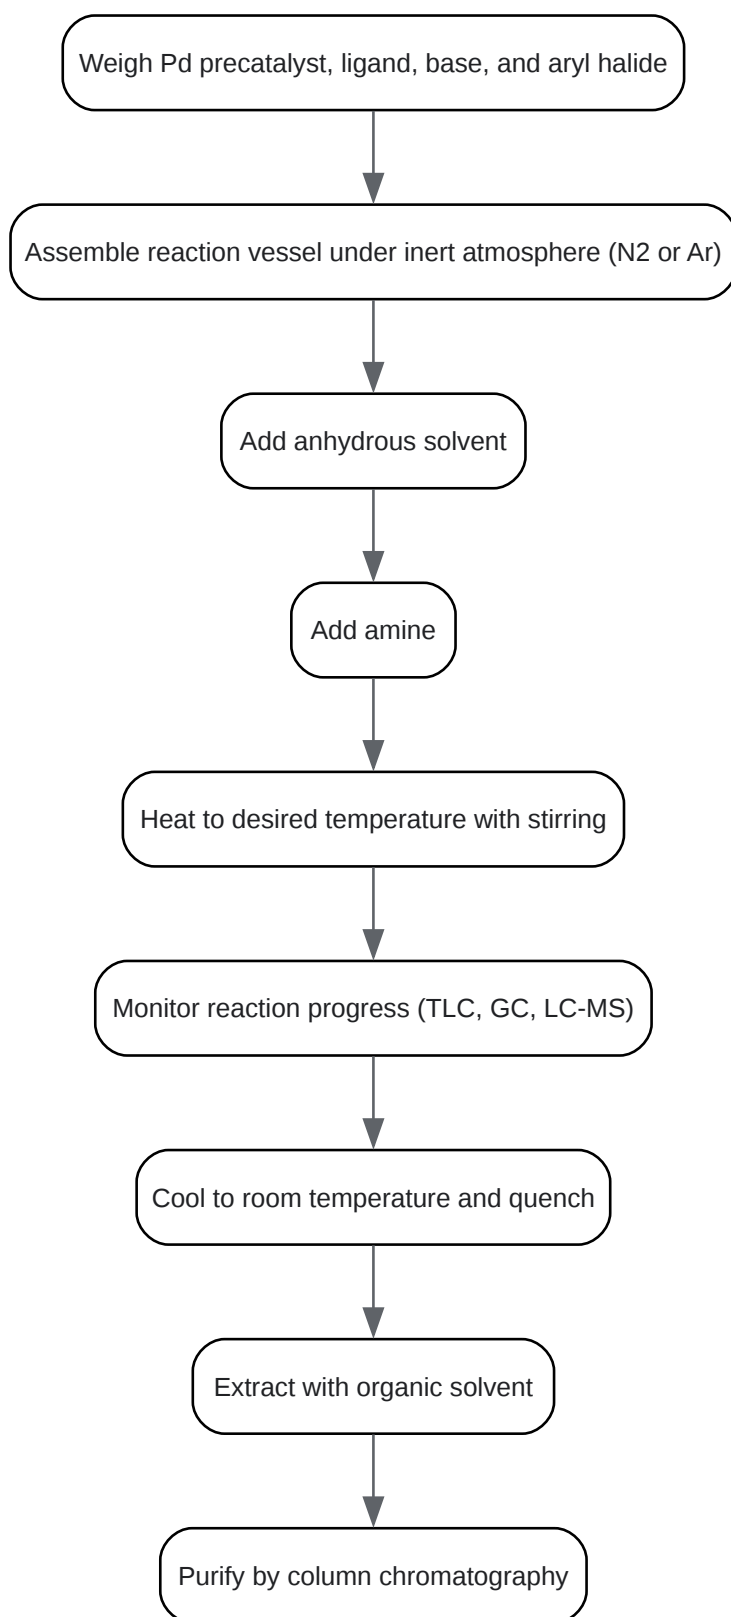 Weigh Pd precatalyst, ligand, base, and aryl halide
Assemble reaction vessel under inert atmosphere (N2 or Ar)
Add anhydrous solvent
Add amine
Heat to desired temperature with stirring
Monitor reaction progress (TLC, GC, LC-MS)
Cool to room temperature and quench
Extract with organic solvent
Purify by column chromatography